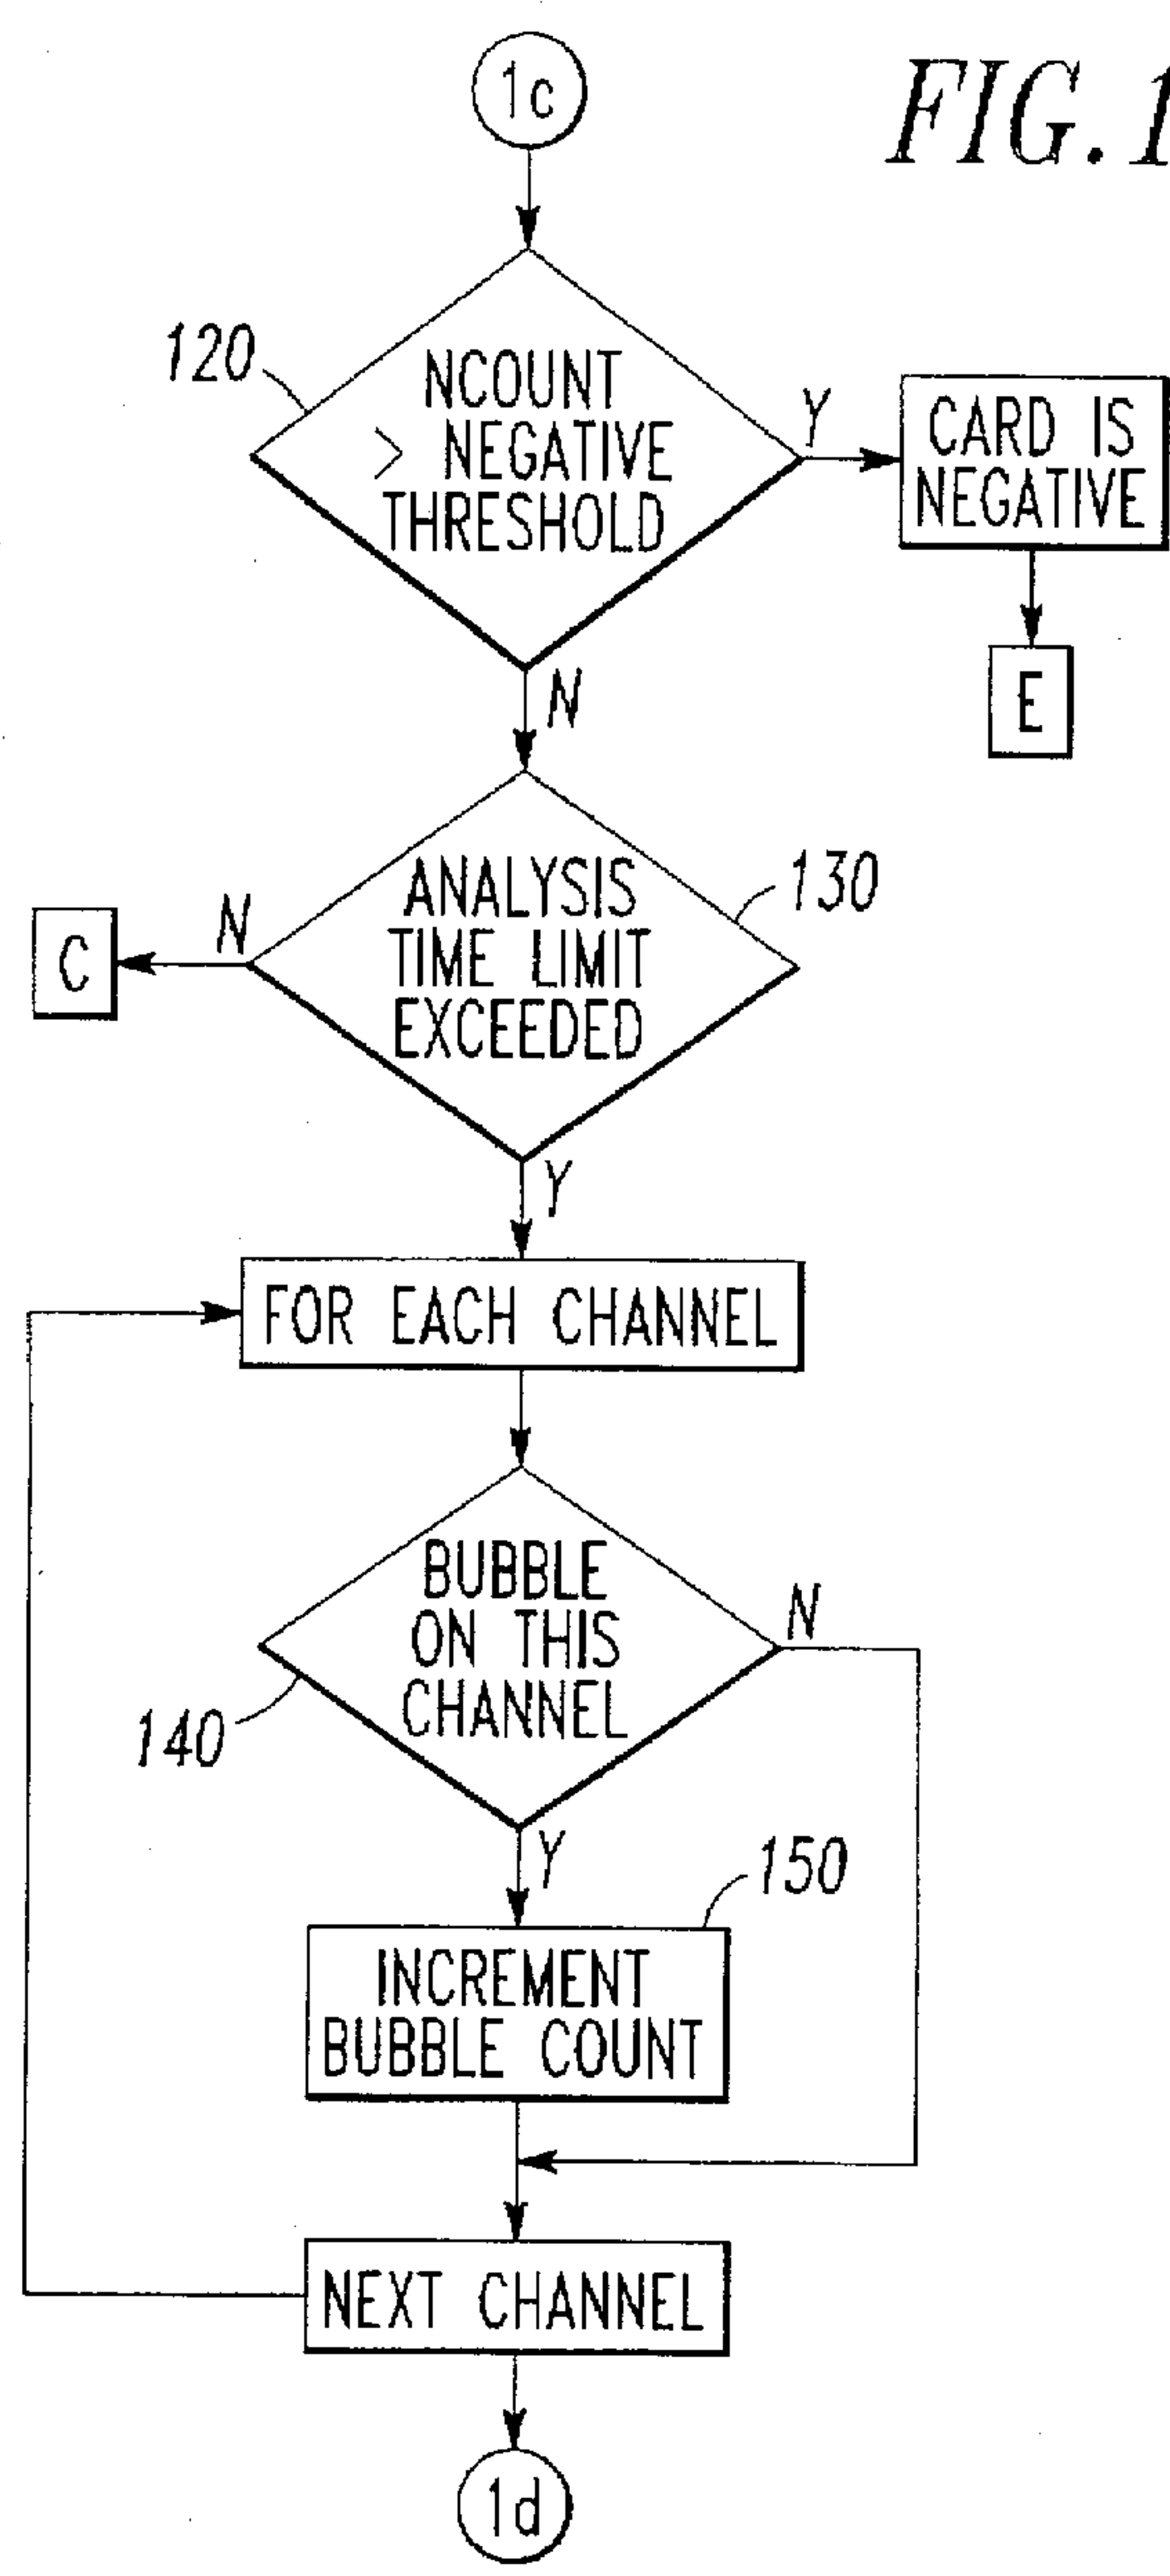 1c
FIG. 1
120
NCOUNT
> NEGATIVE
THRESHOLD
Y
CARD IS
NEGATIVE
E
N
130
ANALYSIS
TIME LIMIT
EXCEEDED
N
C
Y
FOR EACH CHANNEL
BUBBLE
ON THIS
CHANNEL
N
140
Y
150
INCREMENT
BUBBLE COUNT
NEXT CHANNEL
1d